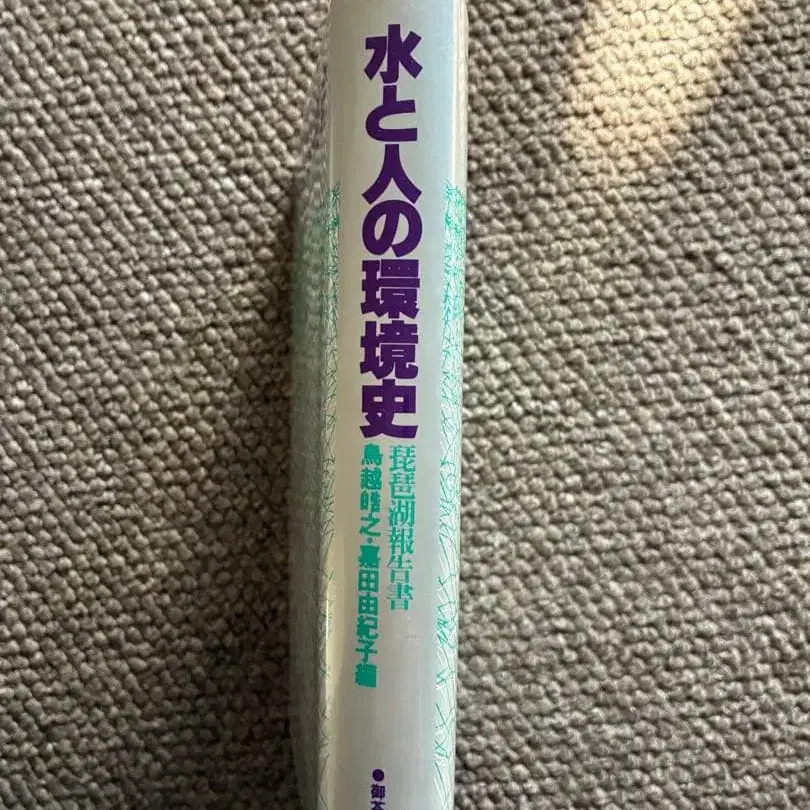 水と人の環境史
琵琶湖報告書
鳥越皓之・嘉田由紀子編
●御